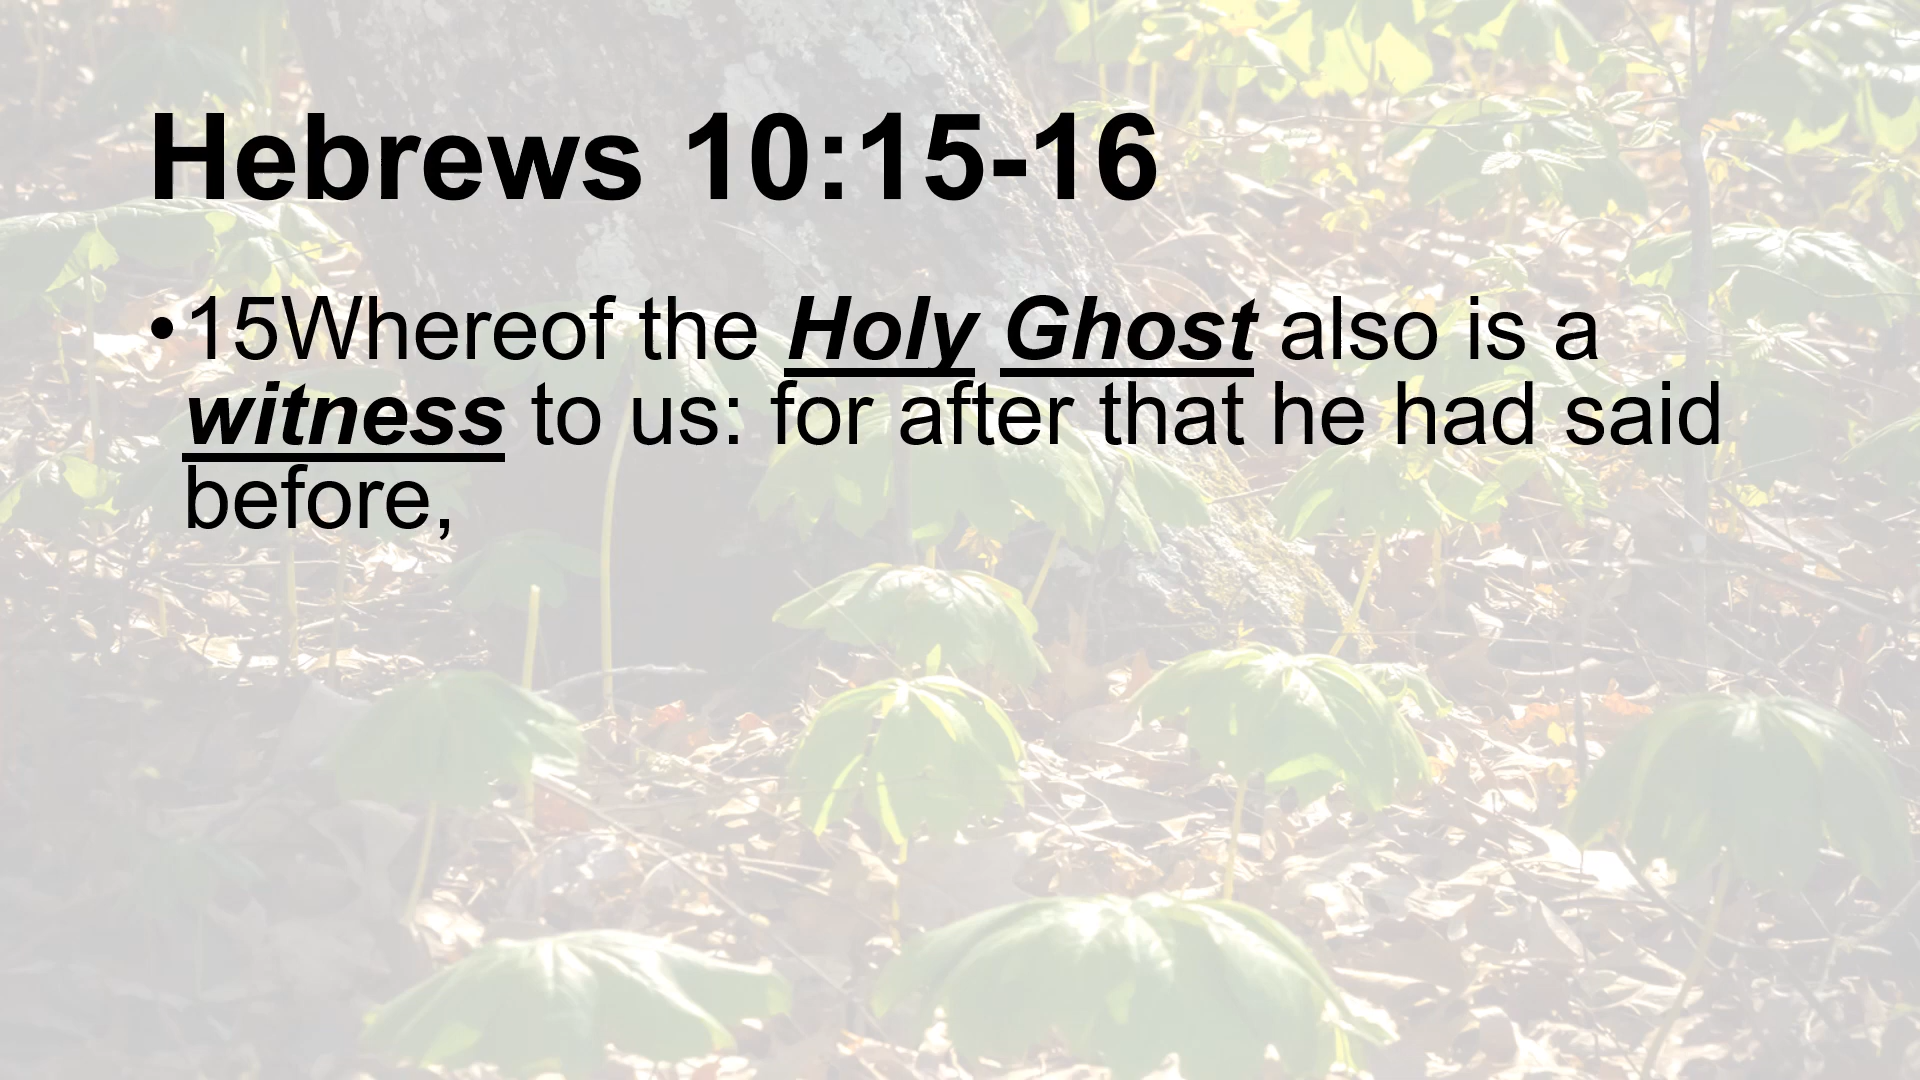 Hebrews 10:15-16
•15Whereof the Holy Ghost also is a
witness to us: for after that he had said
before,